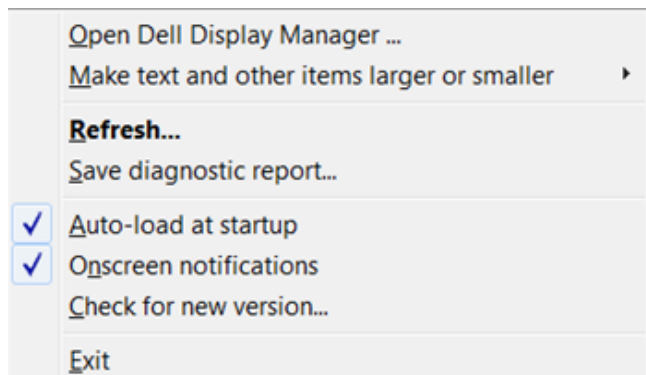 Open Dell Display Manager ...
Make text and other items larger or smaller
Refresh...
Save diagnostic report...
Auto-load at startup
Onscreen notifications
Check for new version...
Exit